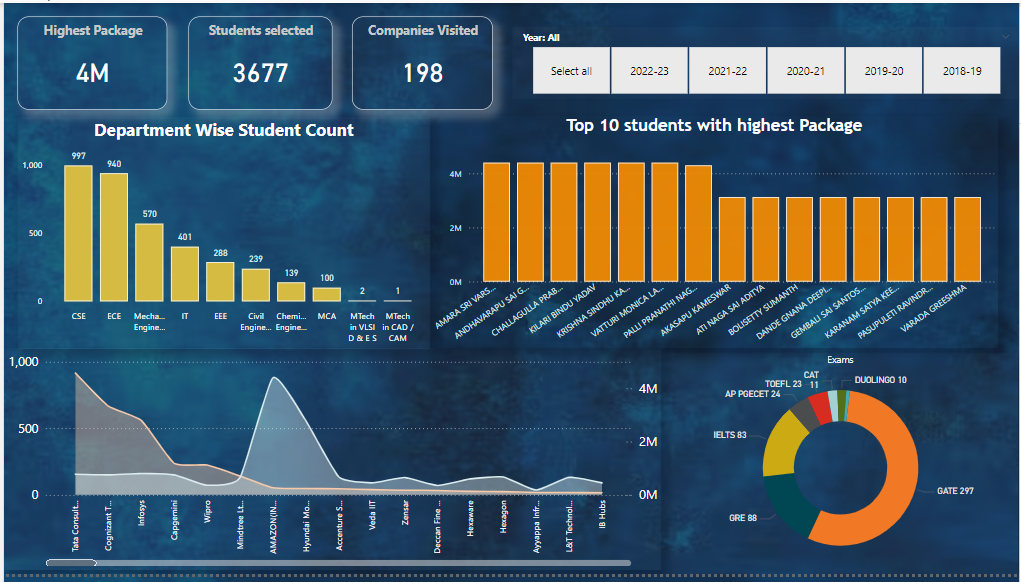 Highest Package
4M
Students selected
3677
Companies Visited
198
Year: All
Select all
2022-23
2021-22
2020-21
2019-20
2018-19
Department Wise Student Count
1,000
500
0
997
940
570
401
288
239
139
100
2
1
CSE
ECE
Mecha...
Engine...
IT
EEE
Civil
Engine...
Chemi...
Engine...
MCA
MTech
in VLSI
D & E S
MTech
in CAD /
CAM
Top 10 students with highest Package
4M
2M
0M
AMARA SRI VARS...
ANDHAVARAPU SAI G...
CHALLAGULLA PRAB...
KILARI BINDU YADAV
KRISHNA SINDHU KA...
VATTURI MONICA LA...
PALLI PRANATHI NAG...
AKASAPU KAMESWAR
ATI NAGA SAI ADITYA
BOLISETTY SUMANTH
DANDE GNANA DEEPI...
GEMBALI SAI SANTOS...
KARANAM SATYA KEE...
PASUPULETI RAVINDR...
VARADA GREESHMA
1,000
500
0
4M
2M
0M
Tata Consult...
Cognizant T...
Infosys
Capgemini
Wipro
Mindtree Lt...
AMAZON(IN...
Hyundai Mo...
Accenture S...
Veda IIT
Zensar
Deccan Fine ...
Hexaware
Hexagon
Ayyappa Infr...
L&T Technol...
IB Hubs
Exams
CAT
11
DUOLINGO 10
TOEFL 23
AP PGECET 24
IELTS 83
GRE 88
GATE 297